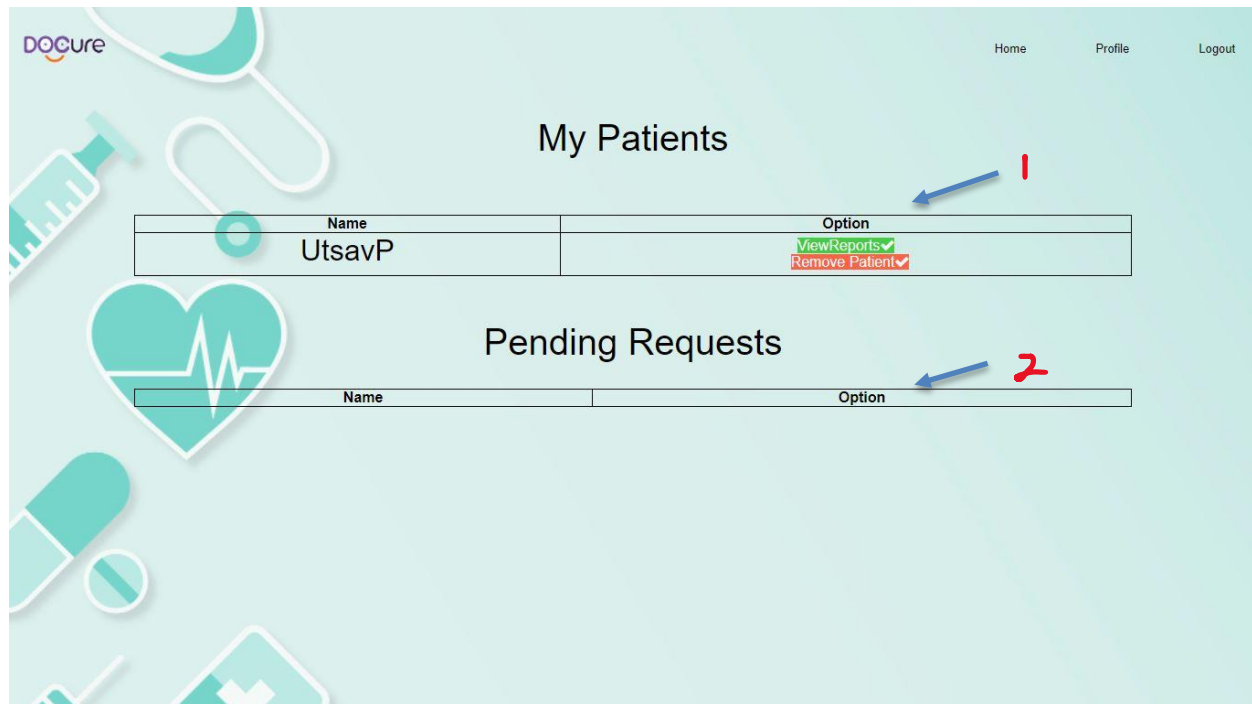 DOCure
Home Profile Logout
My Patients
1
Name Option
UtsavP ViewReports✔
Remove Patient✔
Pending Requests
2
Name Option